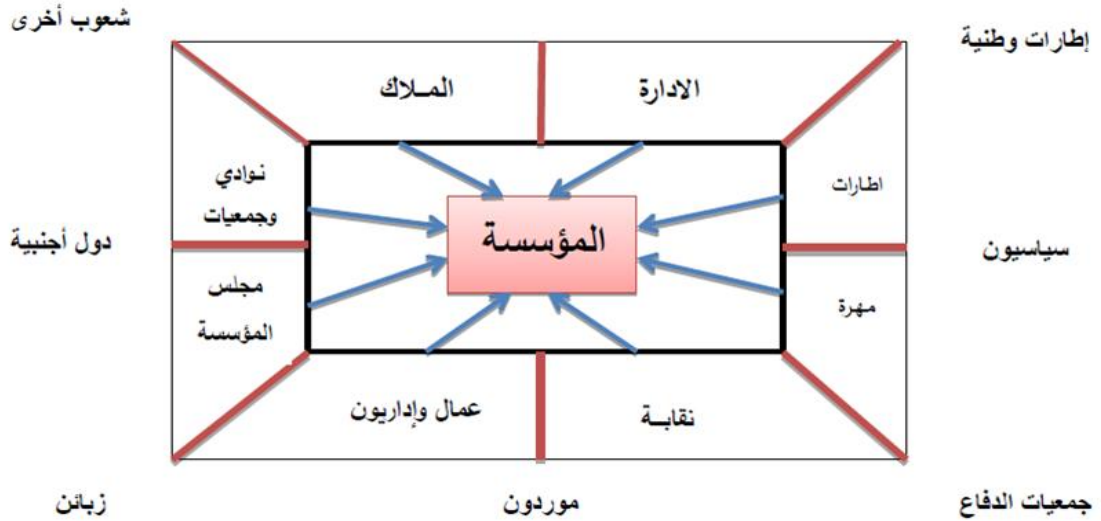 إطارات وطنية
شعوب أخرى
الادارة
المـلاك
اطارات
نـوادي
وجمعيات
المؤسسة
سياسيون
دول أجنبية
مهرة
مجلس
المؤسسة
نقابـة
عمال وإداريون
جمعيات الدفاع
موردون
زبائن